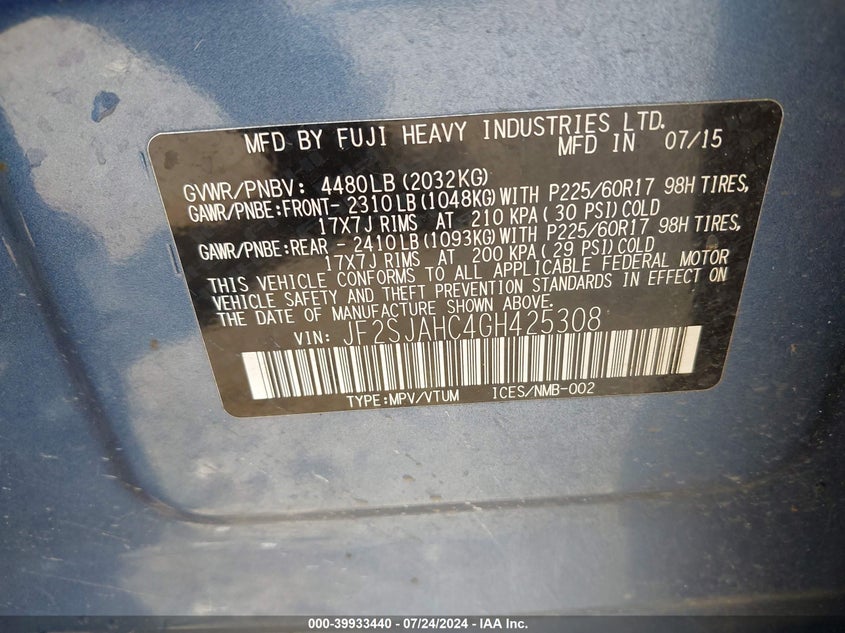 MFD BY FUJI HEAVY INDUSTRIES LTD.
MFD IN 07/15
GVWR/PNBV: 4480LB(2032KG)
GAWR/PNBE:FRONT- 2310LB(1048KG)WITH P225/60R17 98H TIRES,
17X7J RIMS AT 210 KPA( 30 PSI)COLD
GAWR/PNBE:REAR - 2410LB(1093KG)WITH P225/60R17 98H TIRES,
17X7J RIMS AT 200 KPA( 29 PSI)COLD
THIS VEHICLE CONFORMS TO ALL APPLICABLE FEDERAL MOTOR
VEHICLE SAFETY AND THEFT PREVENTION STANDARDS IN EFFECT ON
THE DATE OF MANUFACTURE SHOWN ABOVE.
VIN: JF2SJAHC4GH425308
TYPE:MPV/VTUM ICES/NMB-002
000-39933440 - 07/24/2024 - IAA Inc.